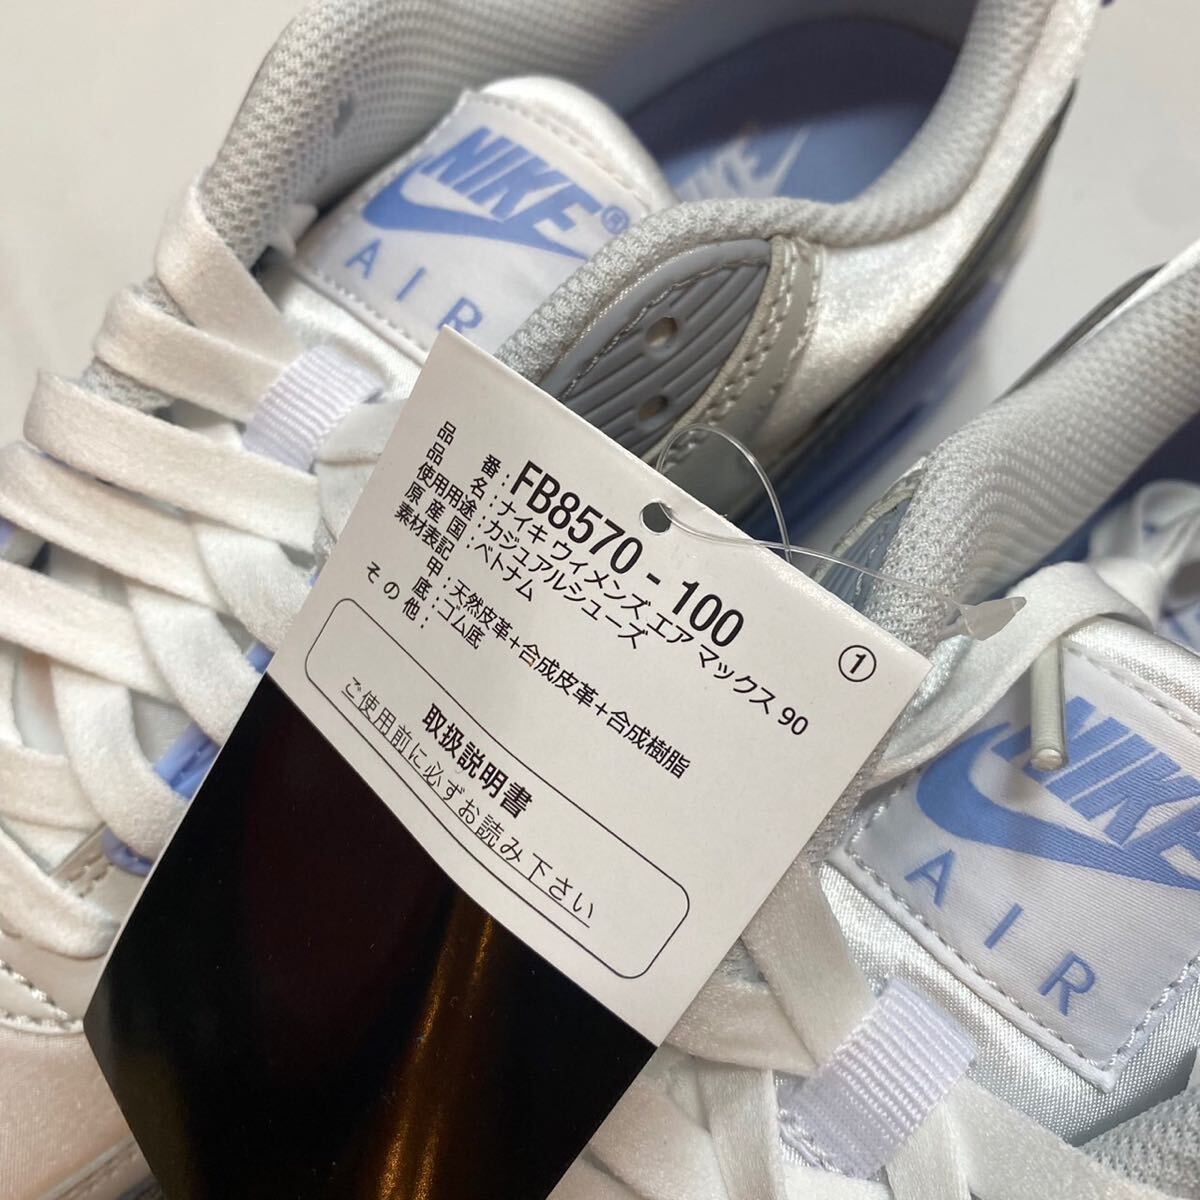 NIKE®
AIR
品番:FB8570-100
品名:ナイキ ウィメンズ エア マックス 90
使用用途:カジュアルシューズ
原産国:ベトナム
素材表記
甲:天然皮革+合成皮革+合成樹脂
底:ゴム底
その他:
①
取扱説明書
ご使用前に必ずお読み下さい
NIKE
AIR
NIKE